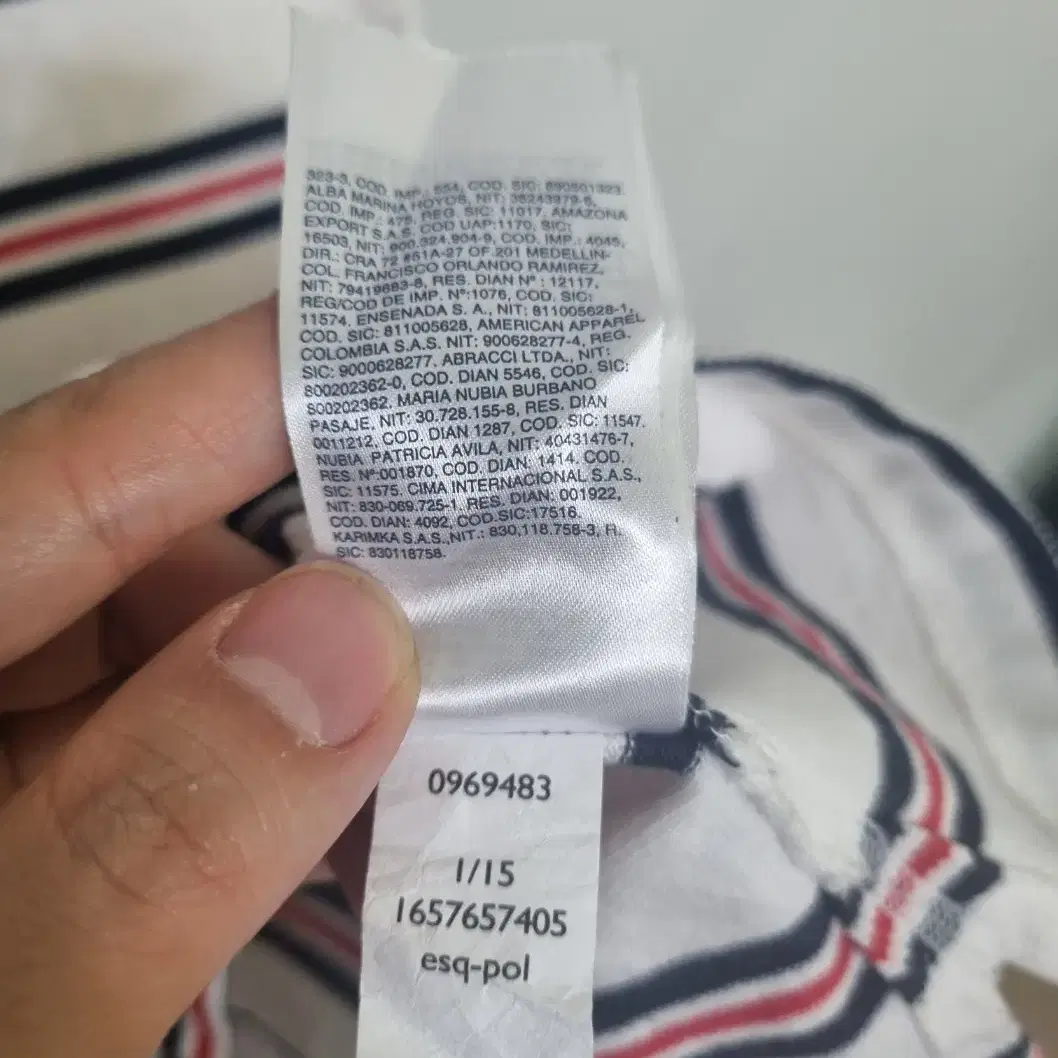 323-3, COD. IMP.: 554, COD. SIC: 890501323.
ALBA MARINA HOYOS, NIT: 38243979-6,
COD. IMP.: 475, REG. SIC: 11017, AMAZONA
EXPORT S.A.S. COD UAP:1170, SIC:
16503, NIT: 900.324.904-9, COD. IMP.: 4045,
DIR.: CRA 72 #51A-27 OF.201 MEDELLIN-
COL. FRANCISCO ORLANDO RAMIREZ,
NIT: 79419683-8, RES. DIAN N° : 12117,
REG/COD DE IMP. N°:1076, COD. SIC:
11574, ENSENADA S. A., NIT: 811005628-1,
COD. SIC: 811005628, AMERICAN APPAREL
COLOMBIA S.A.S. NIT: 900628277-4, REG.
SIC: 9000628277, ABRACCI LTDA., NIT:
800202362-0, COD. DIAN 5546, COD. SIC:
800202362, MARIA NUBIA BURBANO
PASAJE, NIT: 30.728.155-8, RES. DIAN
0011212, COD. DIAN 1287, COD. SIC: 11547.
NUBIA PATRICIA AVILA, NIT: 40431476-7,
RES. N°:001870, COD. DIAN: 1414, COD.
SIC: 11575, CIMA INTERNACIONAL S.A.S.,
NIT: 830-069.725-1, RES. DIAN: 001922,
COD. DIAN: 4092, COD.SIC:17516.
KARIMKA S.A.S.,NIT.: 830,118.758-3, R.
SIC: 830118758.
0969483
1/15
1657657405
esq-pol